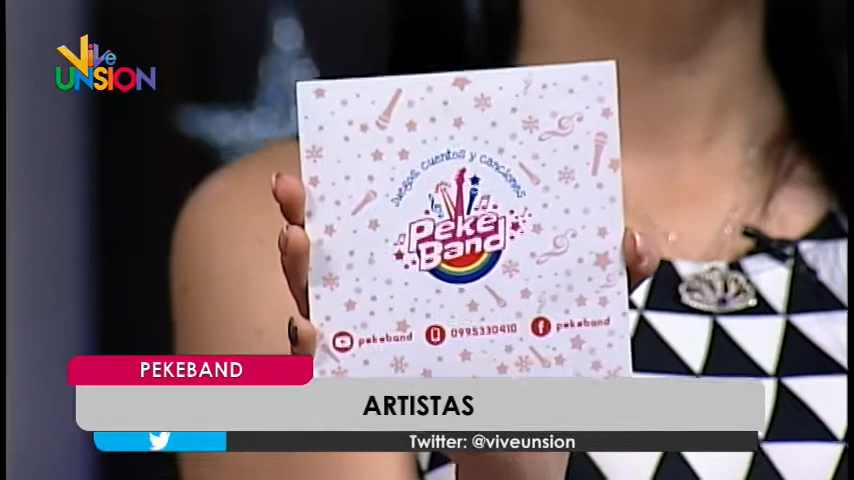 ViVe
UNSION
Juegos, cuentos y canciones
Peke
Band
pekeband
0995330410
pekeband
PEKEBAND
ARTISTAS
Twitter: @viveunsion